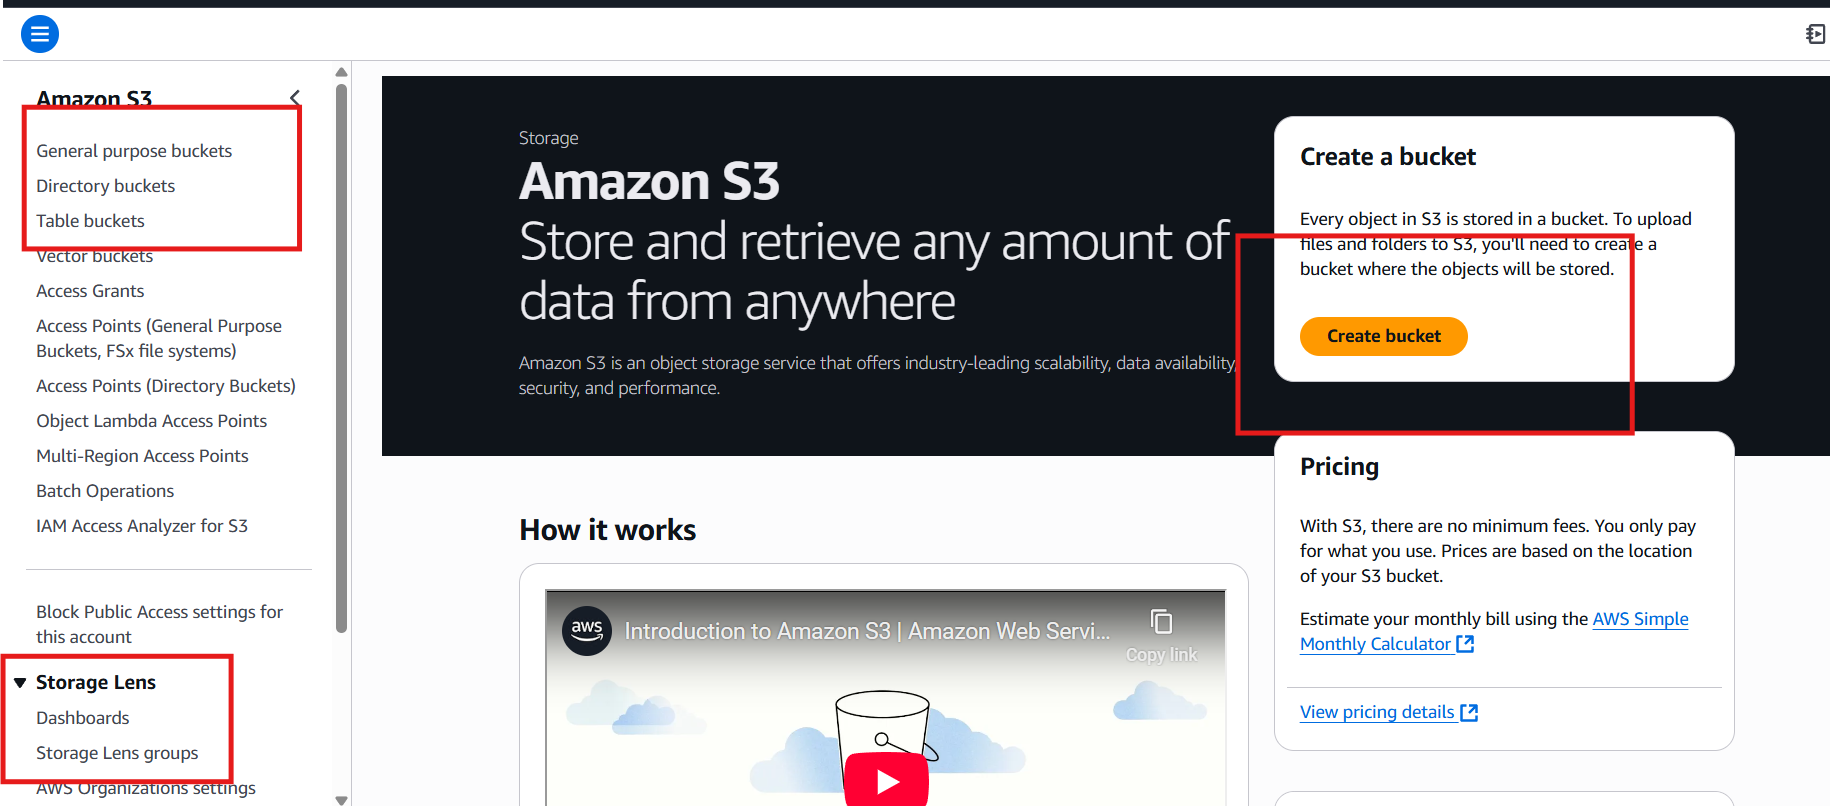 Amazon S3
General purpose buckets
Directory buckets
Table buckets
Vector buckets
Access Grants
Access Points (General Purpose
Buckets, FSx file systems)
Access Points (Directory Buckets)
Object Lambda Access Points
Multi-Region Access Points
Batch Operations
IAM Access Analyzer for S3
Block Public Access settings for
this account
Storage Lens
Dashboards
Storage Lens groups
AWS Organizations settings
Storage
Amazon S3
Store and retrieve any amount of
data from anywhere
Amazon S3 is an object storage service that offers industry-leading scalability, data availability,
security, and performance.
How it works
aws
Introduction to Amazon S3 | Amazon Web Servi...
Copy link
Create a bucket
Every object in S3 is stored in a bucket. To upload
files and folders to S3, you'll need to create a
bucket where the objects will be stored.
Create bucket
Pricing
With S3, there are no minimum fees. You only pay
for what you use. Prices are based on the location
of your S3 bucket.
Estimate your monthly bill using the AWS Simple
Monthly Calculator
View pricing details